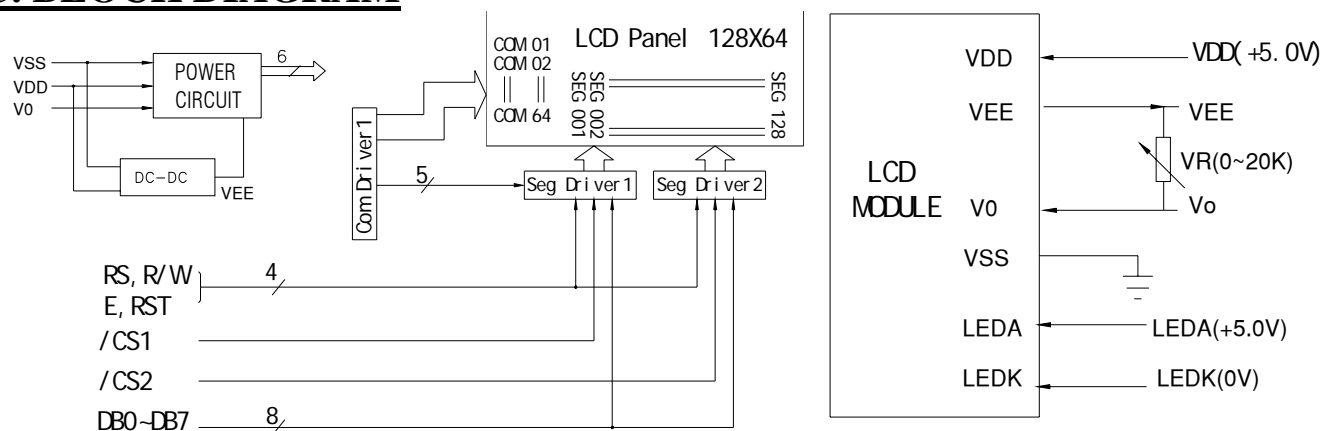 VSS
VDD
V0
POWER
CIRCUIT
6
DC-DC
VEE
COM 01
COM 02
COM 64
LCD Panel 128X64
SEG 001
SEG 002
SEG 128
Com Driver1
5
Seg Driver1
Seg Driver2
RS, R/W
E, RST
4
/CS1
/CS2
DB0~DB7
8
LCD
MODULE
VDD
VEE
V0
VSS
LEDA
LEDK
VDD(+5.0V)
VEE
VR(0~20K)
Vo
LEDA(+5.0V)
LEDK(0V)